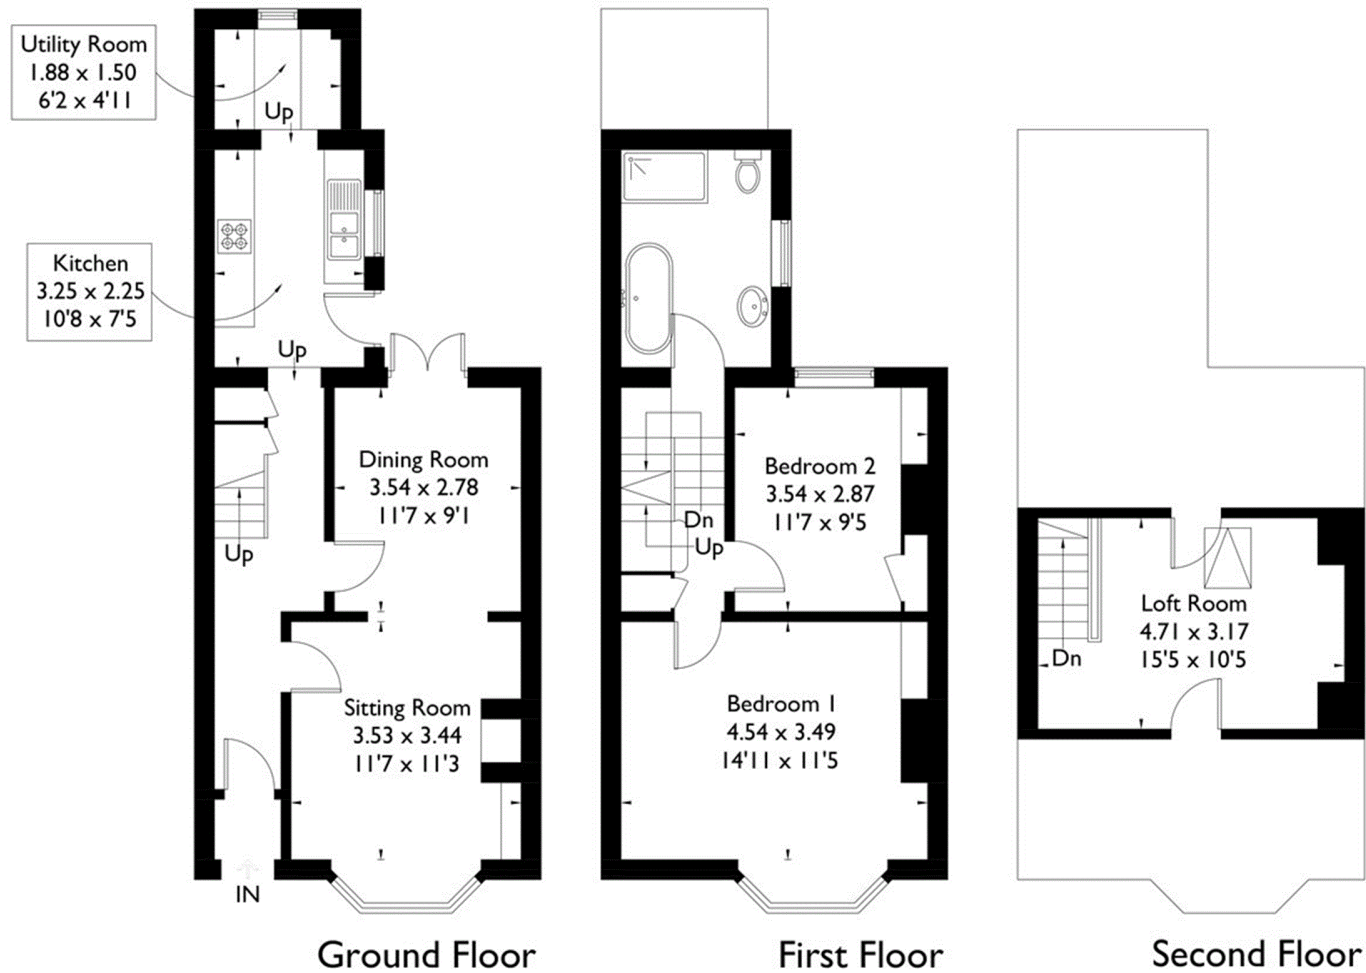 Utility Room
1.88 x 1.50
6'2 x 4'11
Up
Kitchen
3.25 x 2.25
10'8 x 7'5
Up
Dining Room
3.54 x 2.78
11'7 x 9'1
Up
Sitting Room
3.53 x 3.44
11'7 x 11'3
IN
Ground Floor
Bedroom 2
3.54 x 2.87
11'7 x 9'5
Dn
Up
Bedroom 1
4.54 x 3.49
14'11 x 11'5
First Floor
Loft Room
4.71 x 3.17
15'5 x 10'5
Dn
Second Floor